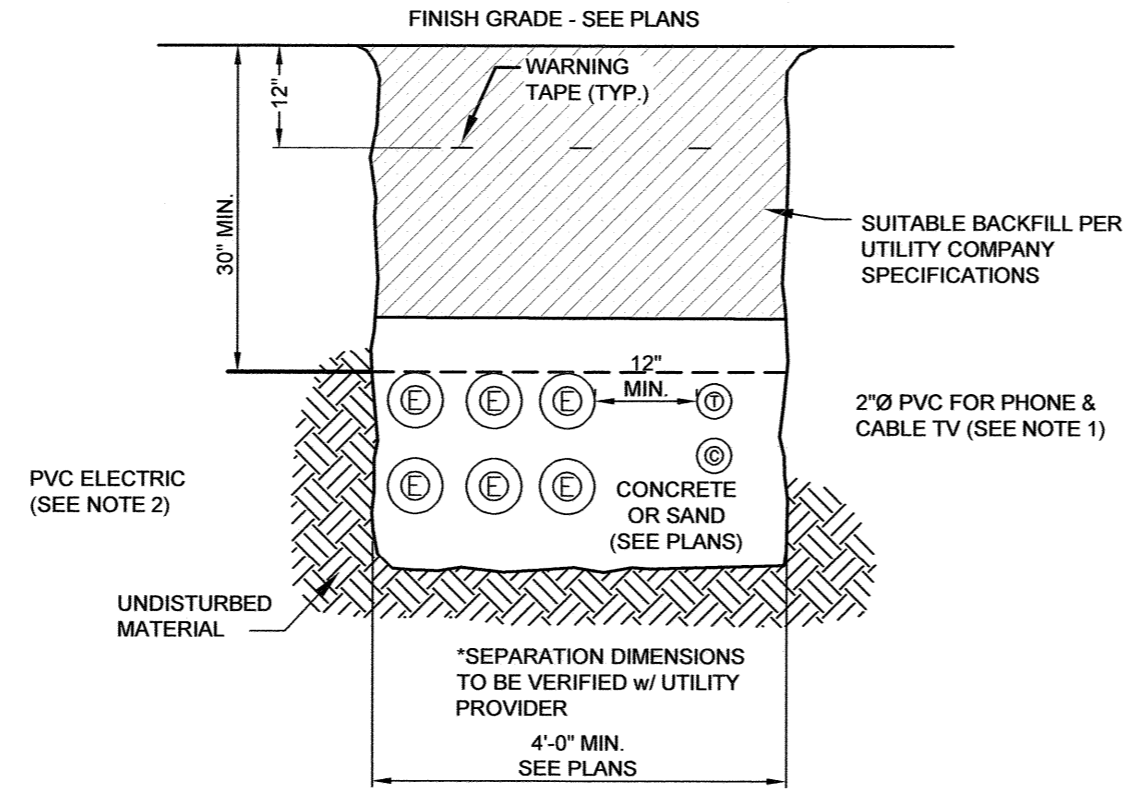 FINISH GRADE - SEE PLANS
WARNING
TAPE (TYP.)
12"
30" MIN.
SUITABLE BACKFILL PER
UTILITY COMPANY
SPECIFICATIONS
12"
MIN.
E E E T
2"Ø PVC FOR PHONE &
CABLE TV (SEE NOTE 1)
C
PVC ELECTRIC
(SEE NOTE 2)
E E E
CONCRETE
OR SAND
(SEE PLANS)
UNDISTURBED
MATERIAL
*SEPARATION DIMENSIONS
TO BE VERIFIED w/ UTILITY
PROVIDER
4'-0" MIN.
SEE PLANS